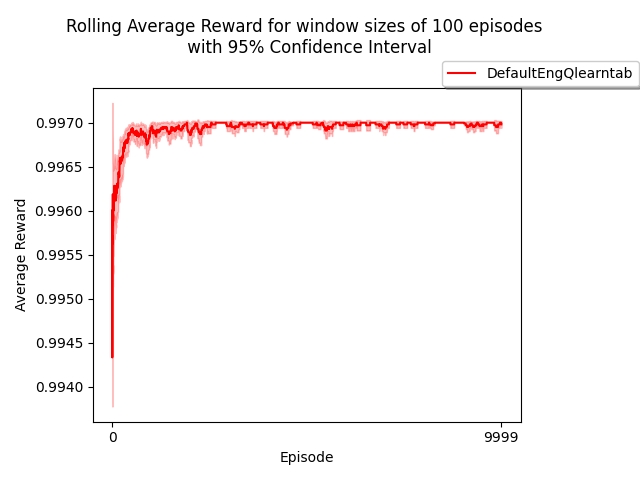 Rolling Average Reward for window sizes of 100 episodes
with 95% Confidence Interval
DefaultEngQlearntab
0.9970
0.9965
0.9960
0.9955
0.9950
0.9945
0.9940
Average Reward
0
9999
Episode